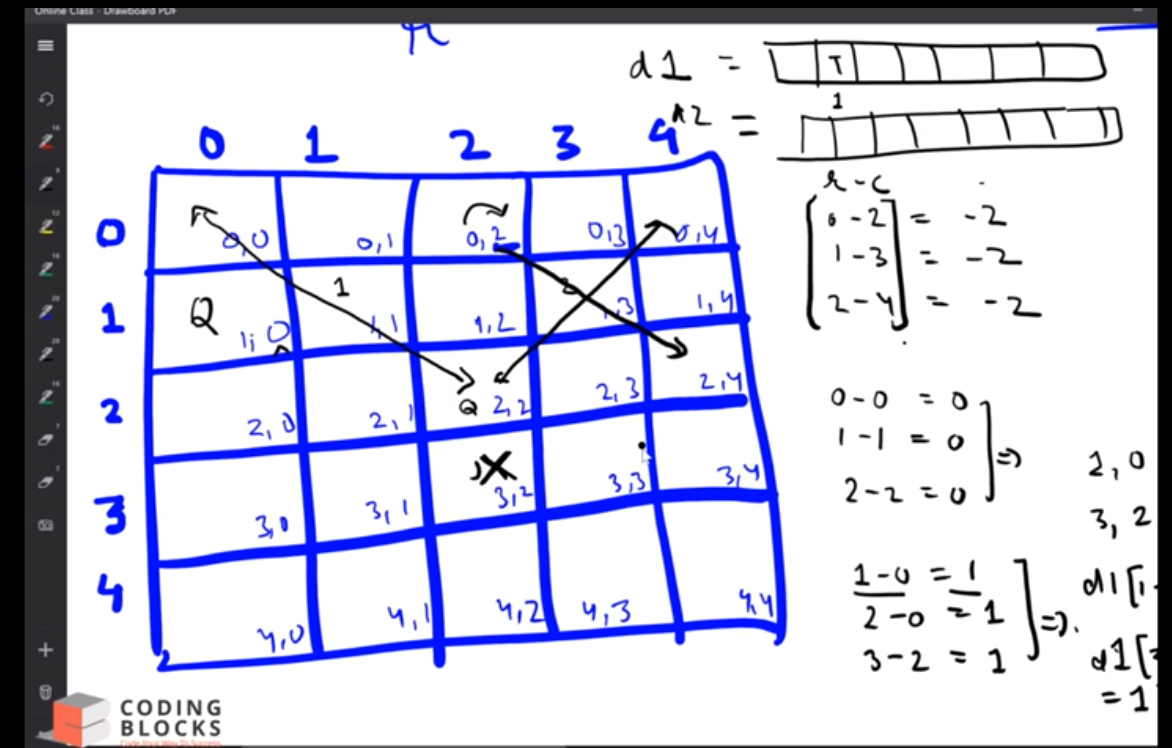 Online Class - Drawboard PDF
d1 =
T
1
2 =
0 1 2 3 4
r-c
0-2 = -2
1-3 = -2
2-4 = -2
0 0,0 0,1 0,2 0,3 0,4
1 Q 1,0 1 1,1 1,2 2 ,3 1,4
2 2,0 2,1 Q 2,2 2,3 2,4
3 3,0 3,1 X 3,2 3,3 3,4
4 4,0 4,1 4,2 4,3 4,4
0-0 = 0
1-1 = 0
2-2 = 0
=>
1-0 = 1
2-0 = 1
3-2 = 1
=>.
2,0
3,2
d1[1-
d1[
=1
CODING
BLOCKS
Code Your Way To Success